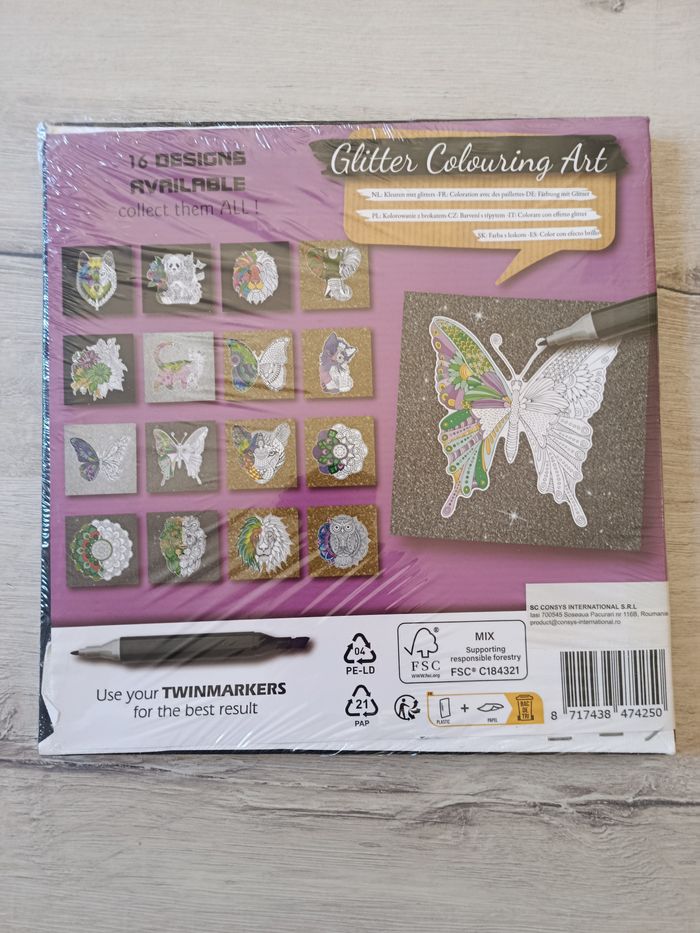 16 DESIGNS
AVAILABLE
collect them ALL !
Glitter Colouring Art
NL: Kleuren met glitters -FR: Coloration avec des paillettes-DE: Färbung mit Glitter
PL: Kolorowanie z brokatem-CZ: Barvení s třpytem -IT: Colorare con effetto glitter
SK: Farba s leskom -ES: Color con efecto brillo
SC CONSYS INTERNATIONAL S.R.L
Iasi 700545 Soseaua Pacurari nr 116B, Roumanie
product@consys-international.ro
Use your TWINMARKERS
for the best result
04
PE-LD
21
PAP
FSC®
www.fsc.org
MIX
Supporting
responsible forestry
FSC® C184321
PLASTIC
+
PAPEL
BAC
DE
TRI
8 717438 474250